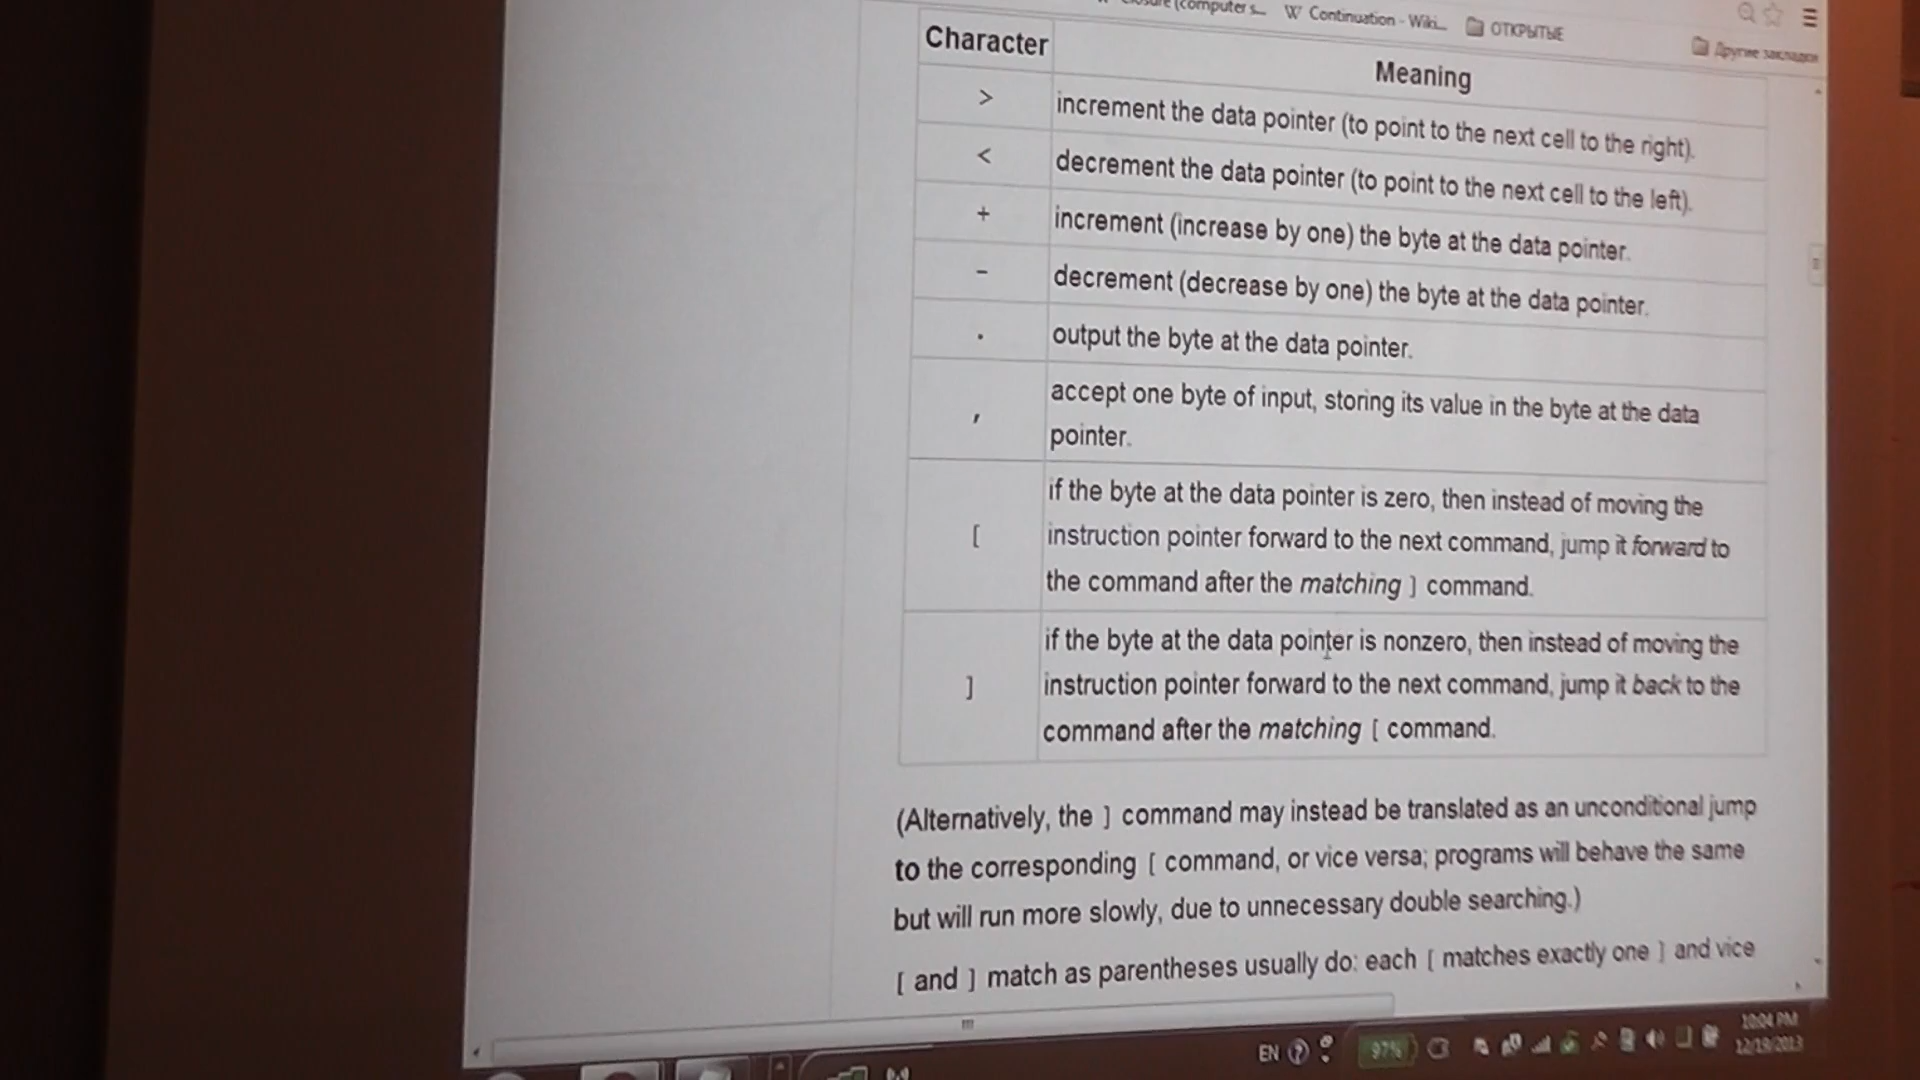 (computer s... W Continuation - Wiki... ОТКРЫТЫЕ
Другие закладки
Character Meaning
> increment the data pointer (to point to the next cell to the right).
< decrement the data pointer (to point to the next cell to the left).
+ increment (increase by one) the byte at the data pointer.
- decrement (decrease by one) the byte at the data pointer.
. output the byte at the data pointer.
, accept one byte of input, storing its value in the byte at the data
pointer.
if the byte at the data pointer is zero, then instead of moving the
[ instruction pointer forward to the next command, jump it forward to
the command after the matching ] command.
if the byte at the data pointer is nonzero, then instead of moving the
] instruction pointer forward to the next command, jump it back to the
command after the matching [ command.
(Alternatively, the ] command may instead be translated as an unconditional jump
to the corresponding [ command, or vice versa; programs will behave the same
but will run more slowly, due to unnecessary double searching.)
[ and ] match as parentheses usually do: each [ matches exactly one ] and vice
EN 97% 10:04 PM
12/19/2013